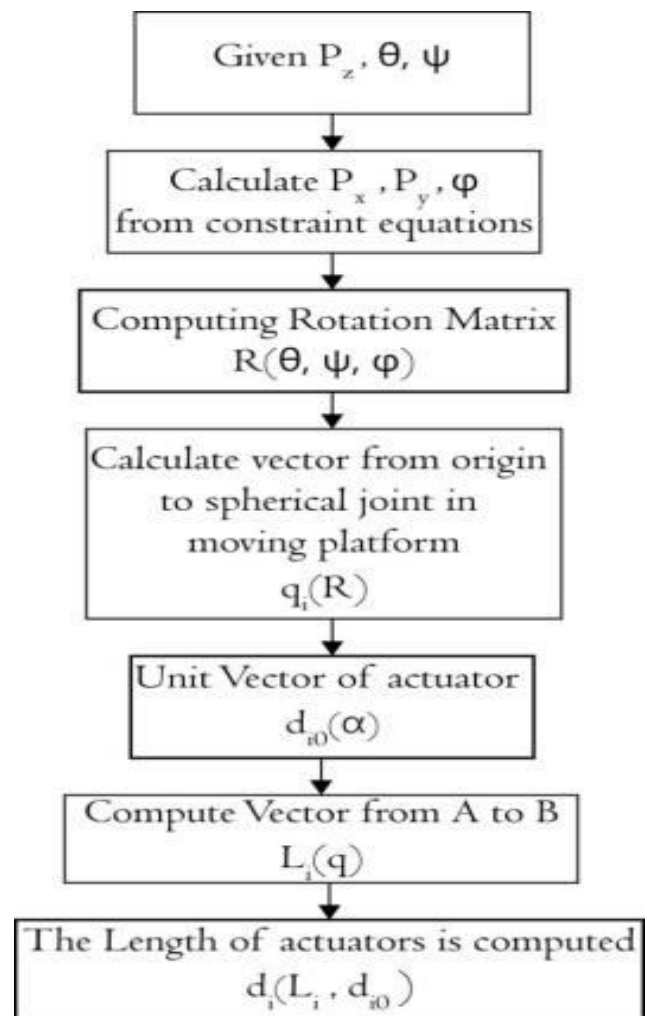 Given P_z, θ, ψ
Calculate P_x , P_y, φ
from constraint equations
Computing Rotation Matrix
R(θ, ψ, φ)
Calculate vector from origin
to spherical joint in
moving platform
q_i(R)
Unit Vector of actuator
d_i0(α)
Compute Vector from A to B
L_i(q)
The Length of actuators is computed
d_i(L_i , d_i0)